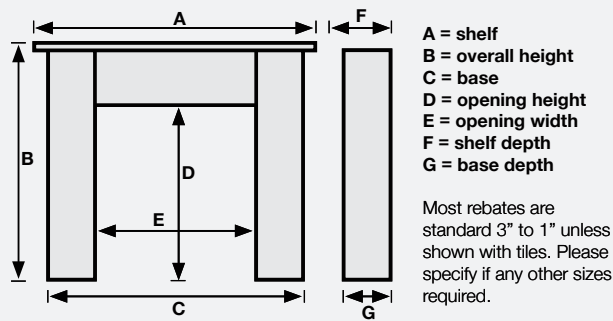 A
F
A = shelf
B = overall height
C = base
D = opening height
E = opening width
F = shelf depth
G = base depth
B
D
E
C
G
Most rebates are
standard 3” to 1” unless
shown with tiles. Please
specify if any other sizes
required.